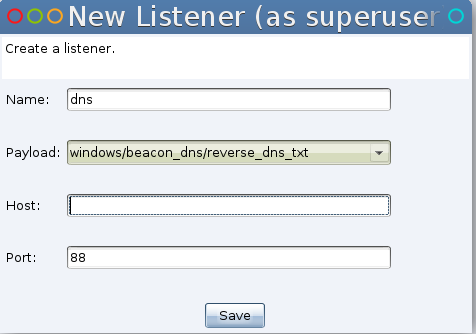 New Listener (as superuser
Create a listener.
Name: dns
Payload: windows/beacon_dns/reverse_dns_txt
Host:
Port: 88
Save